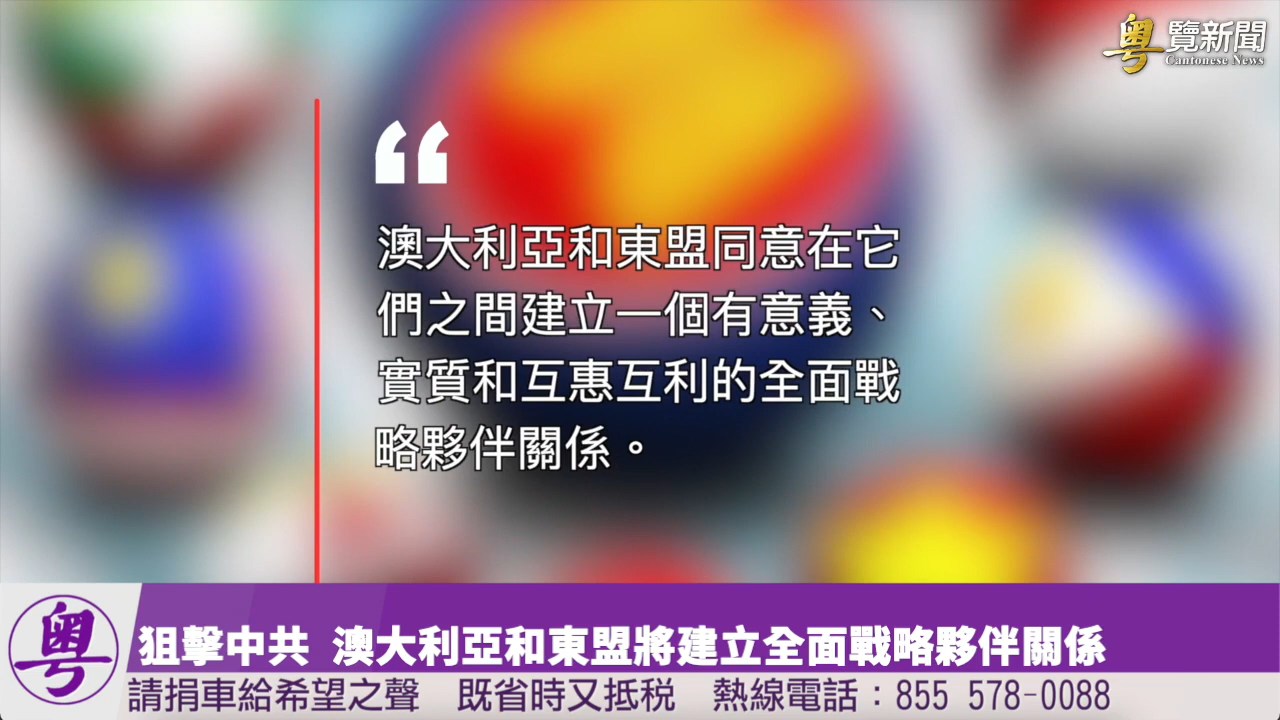 粤覽新聞
Cantonese News
“
澳大利亞和東盟同意在它
們之間建立一個有意義、
實質和互惠互利的全面戰
略夥伴關係。
粤
狙擊中共 澳大利亞和東盟將建立全面戰略夥伴關係
請捐車給希望之聲 既省時又抵税 熱線電話：855 578-0088